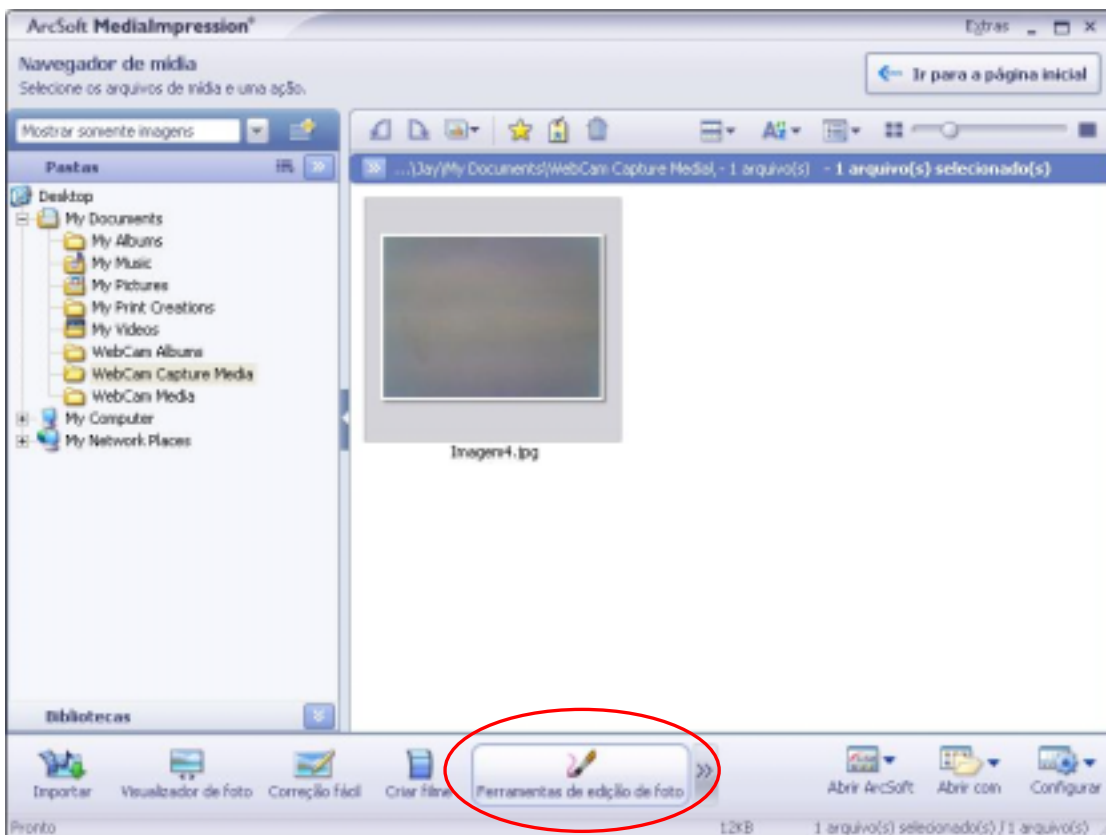 ArcSoft MediaImpression®
Extras
Navegador de mídia
Selecione os arquivos de mídia e uma ação.
Ir para a página inicial
Mostrar somente imagens
Pastas
...\Jay\My Documents\WebCam Capture Media\, - 1 arquivo(s) - 1 arquivo(s) selecionado(s)
Desktop
My Documents
My Albums
My Music
My Pictures
My Print Creations
My Videos
WebCam Albums
WebCam Capture Media
WebCam Media
My Computer
My Network Places
Imagem4.jpg
Bibliotecas
Importar
Visualizador de foto
Correção fácil
Criar filme
Ferramentas de edição de foto
Abrir ArcSoft
Abrir com
Configurar
Pronto
12KB
1 arquivo(s) selecionado(s) / 1 arquivo(s)